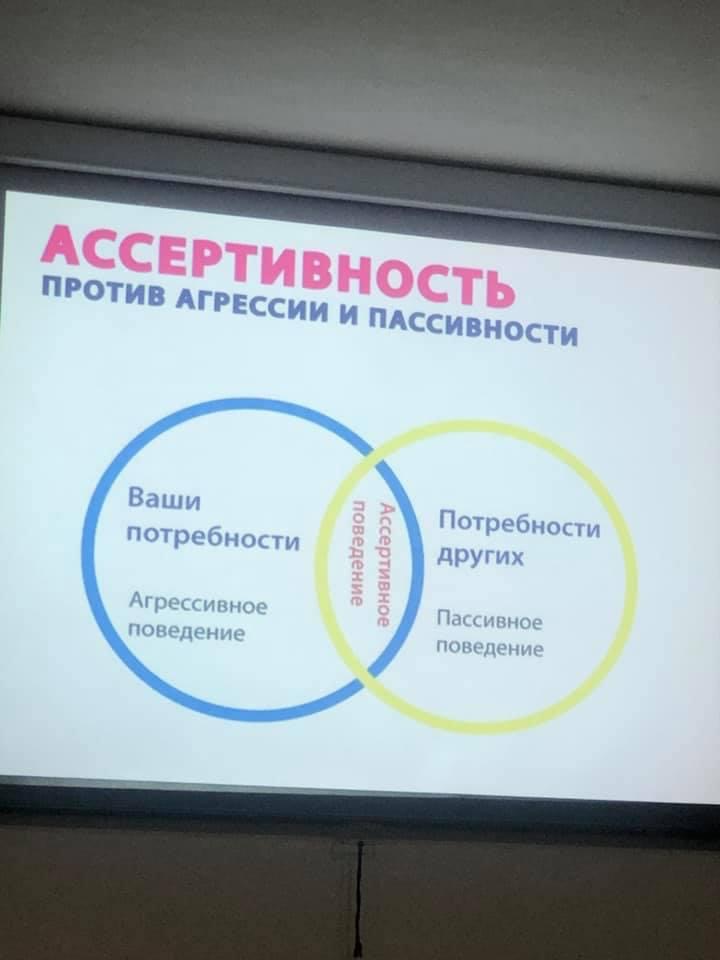 АССЕРТИВНОСТЬ
ПРОТИВ АГРЕССИИ И ПАССИВНОСТИ
Ваши
потребности
Агрессивное
поведение
Ассертивное
поведение
Потребности
других
Пассивное
поведение